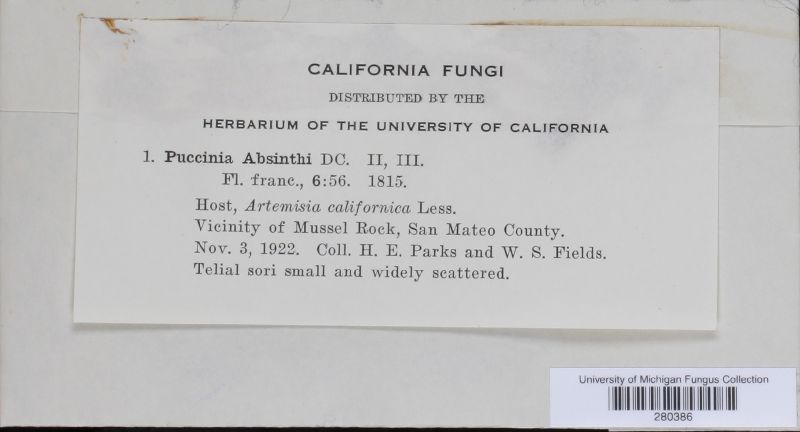 CALIFORNIA FUNGI
DISTRIBUTED BY THE
HERBARIUM OF THE UNIVERSITY OF CALIFORNIA
1. Puccinia Absinthi DC. II, III.
Fl. franc., 6:56. 1815.
Host, Artemisia californica Less.
Vicinity of Mussel Rock, San Mateo County.
Nov. 3, 1922. Coll. H. E. Parks and W. S. Fields.
Telial sori small and widely scattered.
University of Michigan Fungus Collection
280386